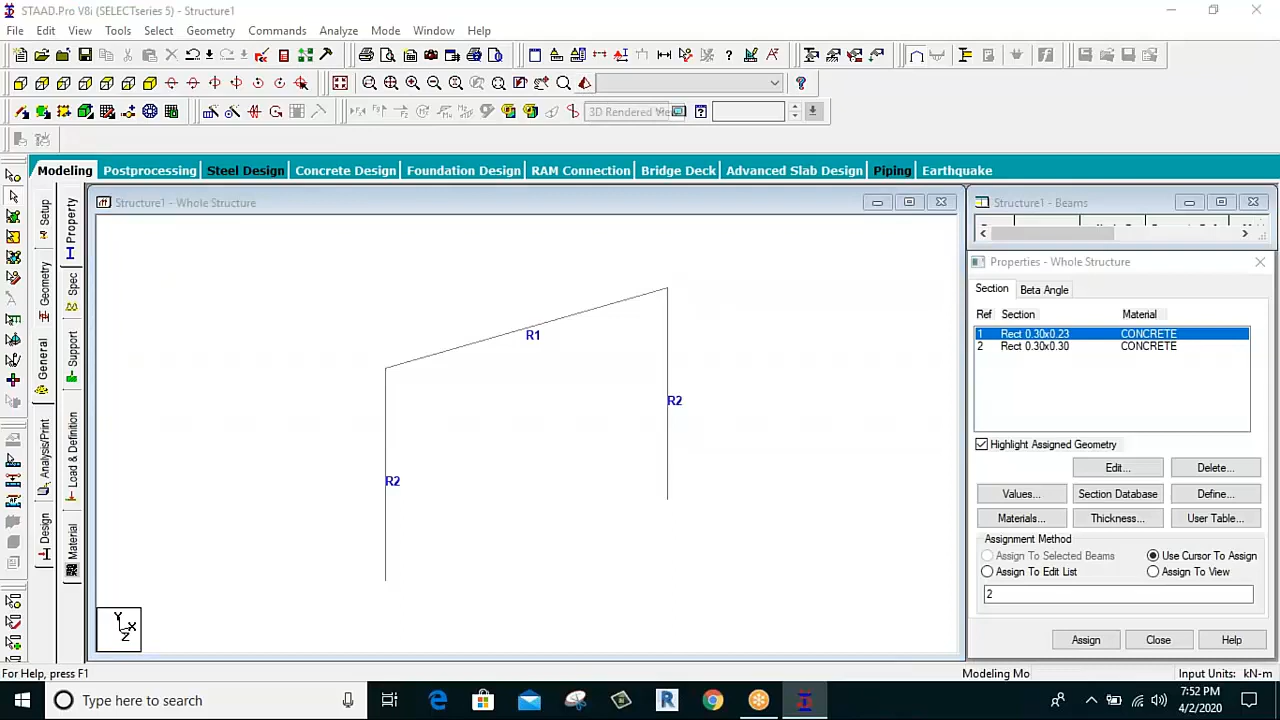 STAAD.Pro V8i (SELECTseries 5) - Structure1
File Edit View Tools Select Geometry Commands Analyze Mode Window Help
3D Rendered Vie
Modeling Postprocessing Steel Design Concrete Design Foundation Design RAM Connection Bridge Deck Advanced Slab Design Piping Earthquake
Setup
Geometry
General
Analysis/Print
Design
Property
Spec
Support
Load & Definition
Material
Structure1 - Whole Structure
R1
R2
R2
Y
X
Z
Structure1 - Beams
Properties - Whole Structure
Section Beta Angle
Ref Section Material
1 Rect 0.30x0.23 CONCRETE
2 Rect 0.30x0.30 CONCRETE
Highlight Assigned Geometry
Edit... Delete...
Values... Section Database Define...
Materials... Thickness... User Table...
Assignment Method
Assign To Selected Beams Use Cursor To Assign
Assign To Edit List Assign To View
2
Assign Close Help
For Help, press F1
Modeling Mo
Input Units: kN-m
Type here to search
7:52 PM
4/2/2020